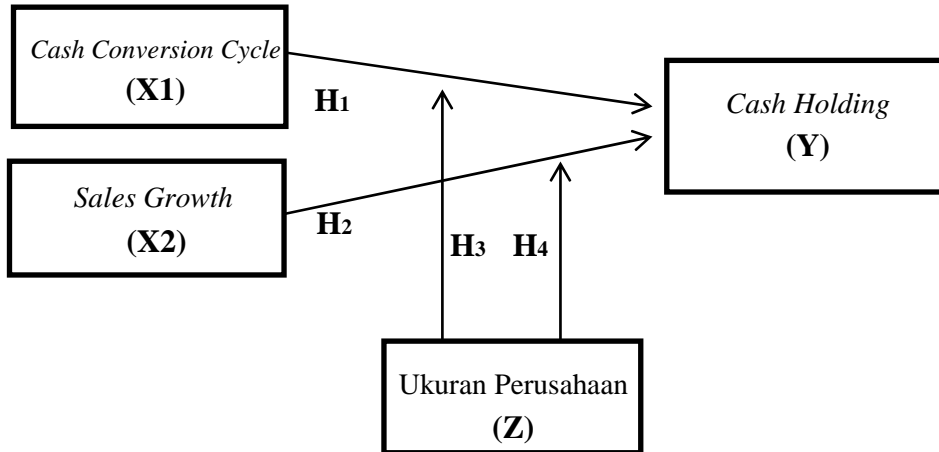 Cash Conversion Cycle
(X1)
H1
Cash Holding
(Y)
Sales Growth
(X2)
H2
H3
H4
Ukuran Perusahaan
(Z)